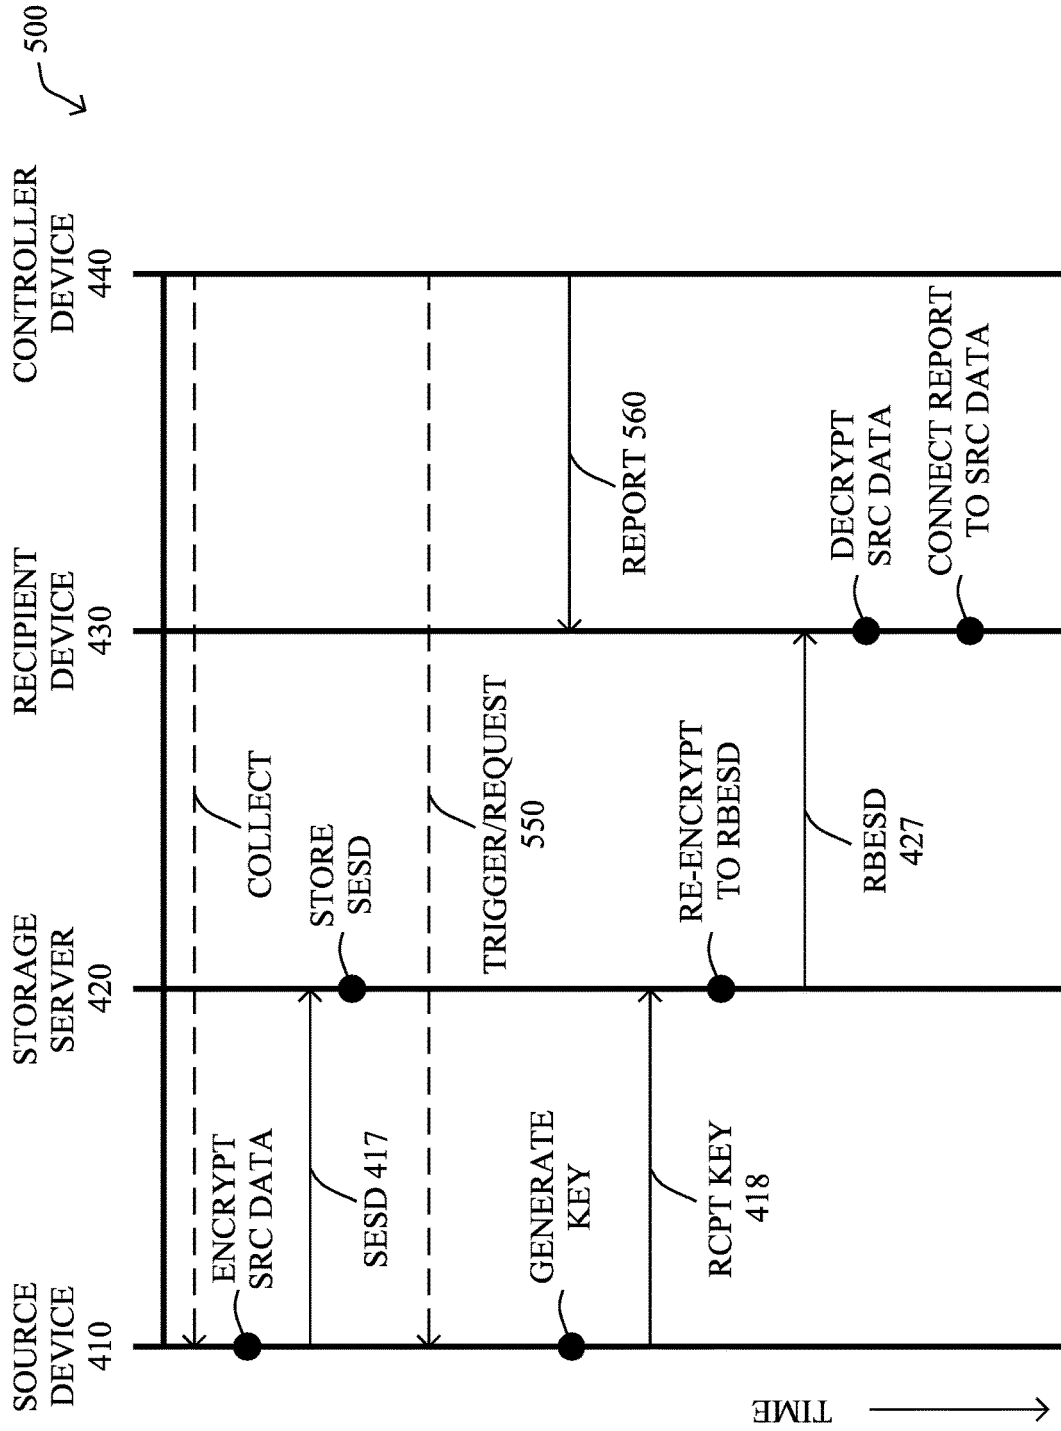 500
SOURCE
DEVICE
410
STORAGE
SERVER
420
RECIPIENT
DEVICE
430
CONTROLLER
DEVICE
440
COLLECT
ENCRYPT
SRC DATA
SESD 417
STORE
SESD
TRIGGER/REQUEST
550
REPORT 560
GENERATE
KEY
RCPT KEY
418
RE-ENCRYPT
TO RBESD
RBESD
427
DECRYPT
SRC DATA
CONNECT REPORT
TO SRC DATA
TIME